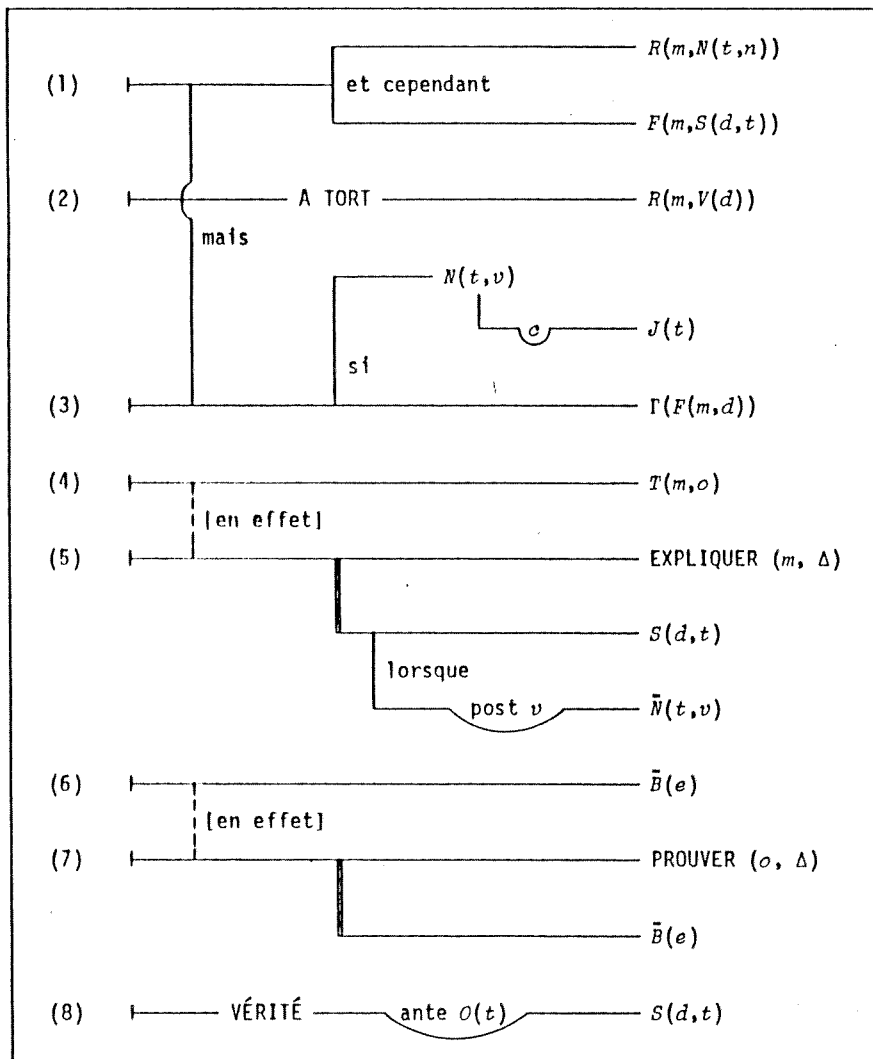 R(m,N(t,n))
(1) et cependant
F(m,S(d,t))
(2) A TORT R(m,V(d))
mais
N(t,v)
c J(t)
si
(3) Γ(F(m,d))
(4) T(m,o)
[en effet]
(5) EXPLIQUER (m, Δ)
S(d,t)
lorsque
post v N̄(t,v)
(6) B̄(e)
[en effet]
(7) PROUVER (o, Δ)
B̄(e)
(8) VÉRITÉ ante O(t) S(d,t)